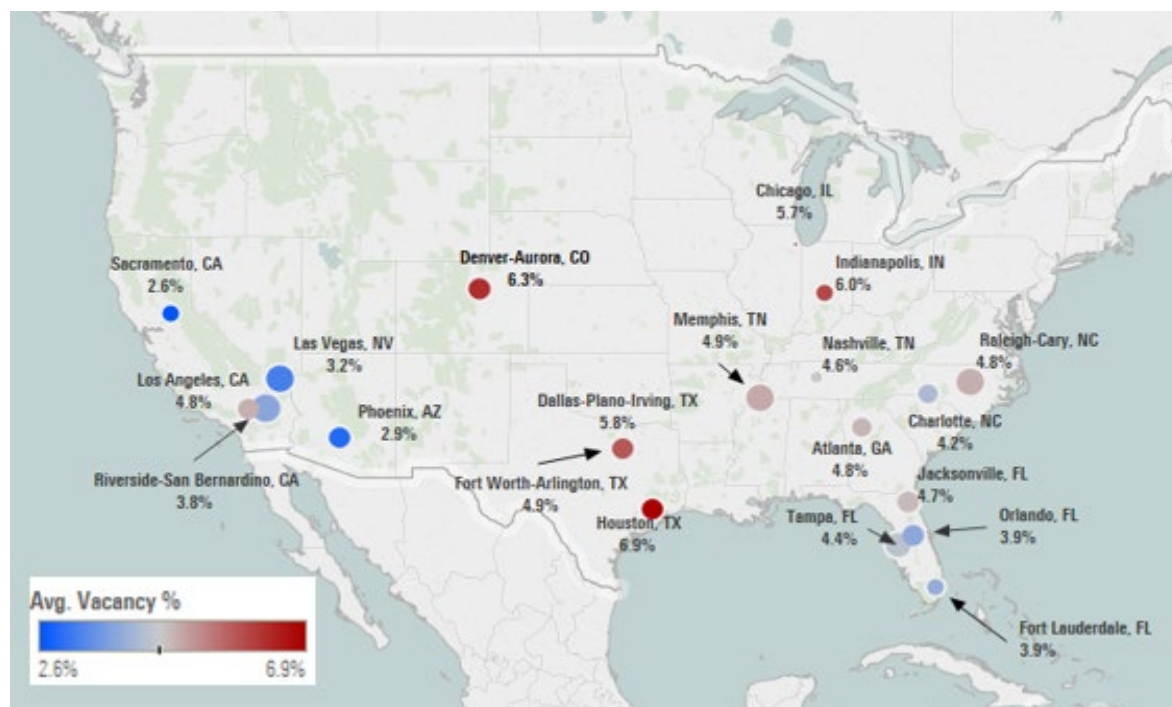 Chicago, IL
5.7%
Sacramento, CA
2.6%
Denver-Aurora, CO
6.3%
Indianapolis, IN
6.0%
Memphis, TN
4.9%
Nashville, TN
4.6%
Raleigh-Cary, NC
4.8%
Las Vegas, NV
3.2%
Los Angeles, CA
4.8%
Dallas-Plano-Irving, TX
5.8%
Phoenix, AZ
2.9%
Charlotte, NC
4.2%
Atlanta, GA
4.8%
Riverside-San Bernardino, CA
3.8%
Fort Worth-Arlington, TX
4.9%
Jacksonville, FL
4.7%
Houston, TX
6.9%
Tampa, FL
4.4%
Orlando, FL
3.9%
Fort Lauderdale, FL
3.9%
Avg. Vacancy %
2.6% 6.9%